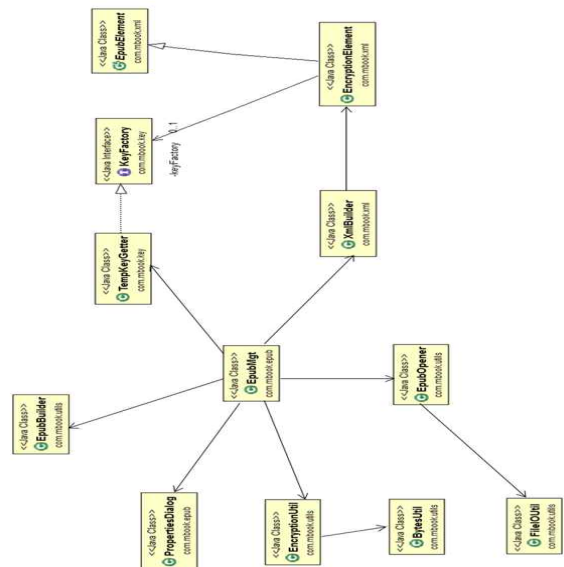 <<Java Class>>
EpubElement
com.mbook.xml
<<Java Interface>>
KeyFactory
com.mbook.key
-keyFactory 0..1
<<Java Class>>
EncryptionElement
com.mbook.xml
<<Java Class>>
TempKeyGetter
com.mbook.key
<<Java Class>>
XmlBuilder
com.mbook.xml
<<Java Class>>
EpubMgt
com.mbook.epub
<<Java Class>>
EpubBuilder
com.mbook.utils
<<Java Class>>
EpubOpener
com.mbook.utils
<<Java Class>>
PropertiesDialog
com.mbook.epub
<<Java Class>>
EncryptionUtil
com.mbook.utils
<<Java Class>>
BytesUtil
com.mbook.utils
<<Java Class>>
FileIOUtil
com.mbook.utils